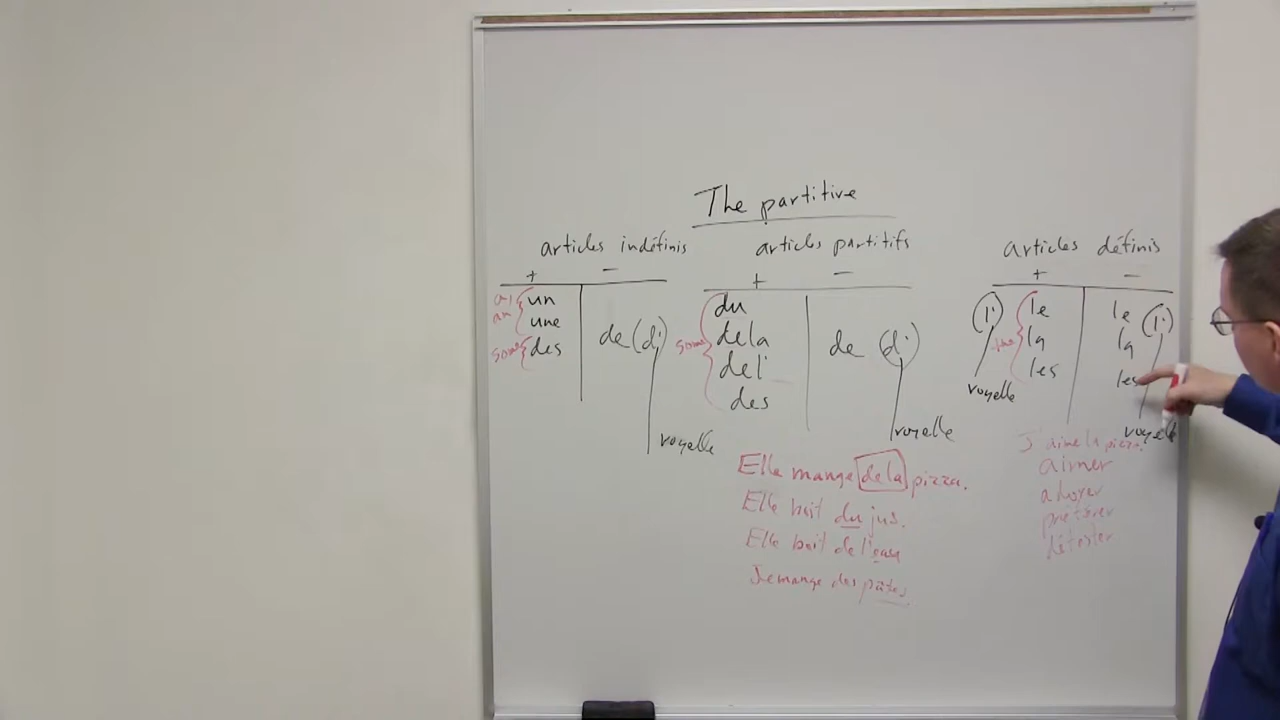 The partitive
articles indéfinis
+ -
a,
an
un
une
some
des
de (d')
voyelle
articles partitifs
+ -
some
du
de la
de l'
des
de (d')
voyelle
Elle mange de la pizza.
Elle boit du jus.
Elle boit de l'eau
Je mange des pâtes.
articles définis
+ -
l'
voyelle
the
le
la
les
le
la
les
l'
voyelle
J'aime la pizza.
aimer
adorer
préférer
détester